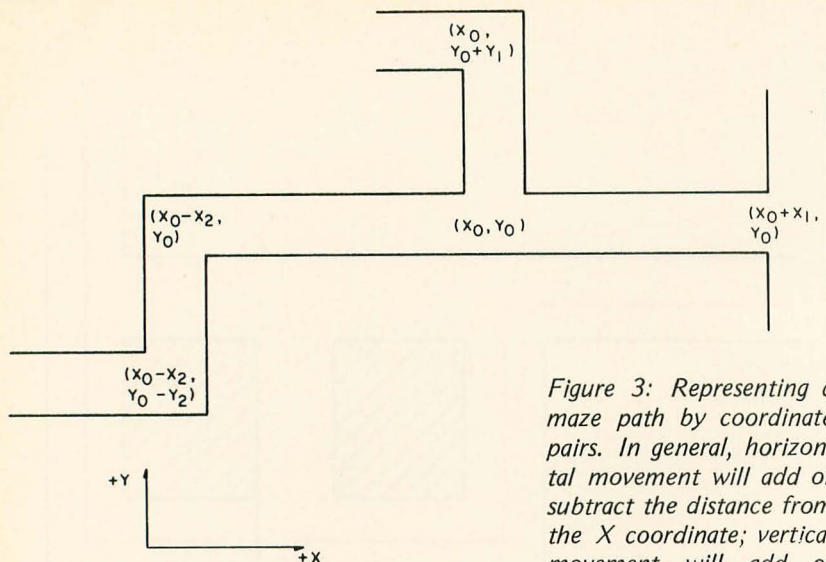 (X₀,
Y₀+Y₁)
(X₀-X₂,
Y₀)
(X₀,Y₀)
(X₀+X₁,
Y₀)
(X₀-X₂,
Y₀-Y₂)
+Y
+X
Figure 3: Representing a
maze path by coordinate
pairs. In general, horizon-
tal movement will add or
subtract the distance from
the X coordinate; vertical
movement will add o